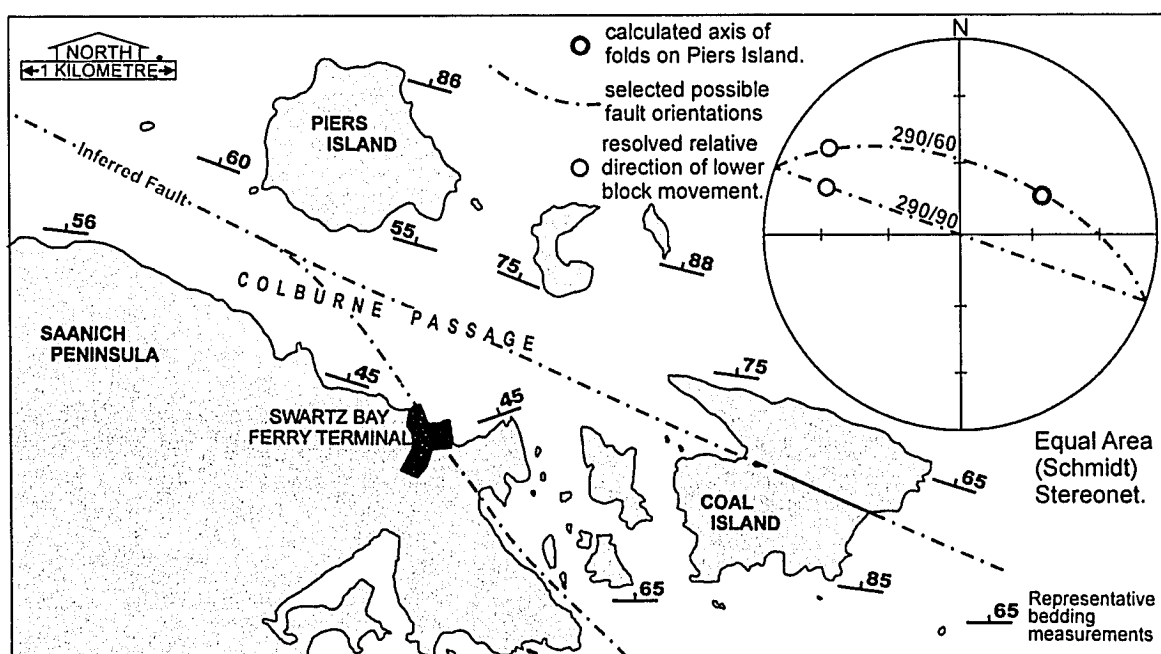 NORTH
1 KILOMETRE
calculated axis of
folds on Piers Island.
selected possible
fault orientations
resolved relative
direction of lower
block movement.
N
290/60
290/90
Equal Area
(Schmidt)
Stereonet.
86
PIERS
ISLAND
60
Inferred Fault
56
55
75
88
COLBURNE PASSAGE
SAANICH
PENINSULA
45
SWARTZ BAY
FERRY TERMINAL
45
75
65
COAL
ISLAND
65
85
65
Representative
bedding
measurements